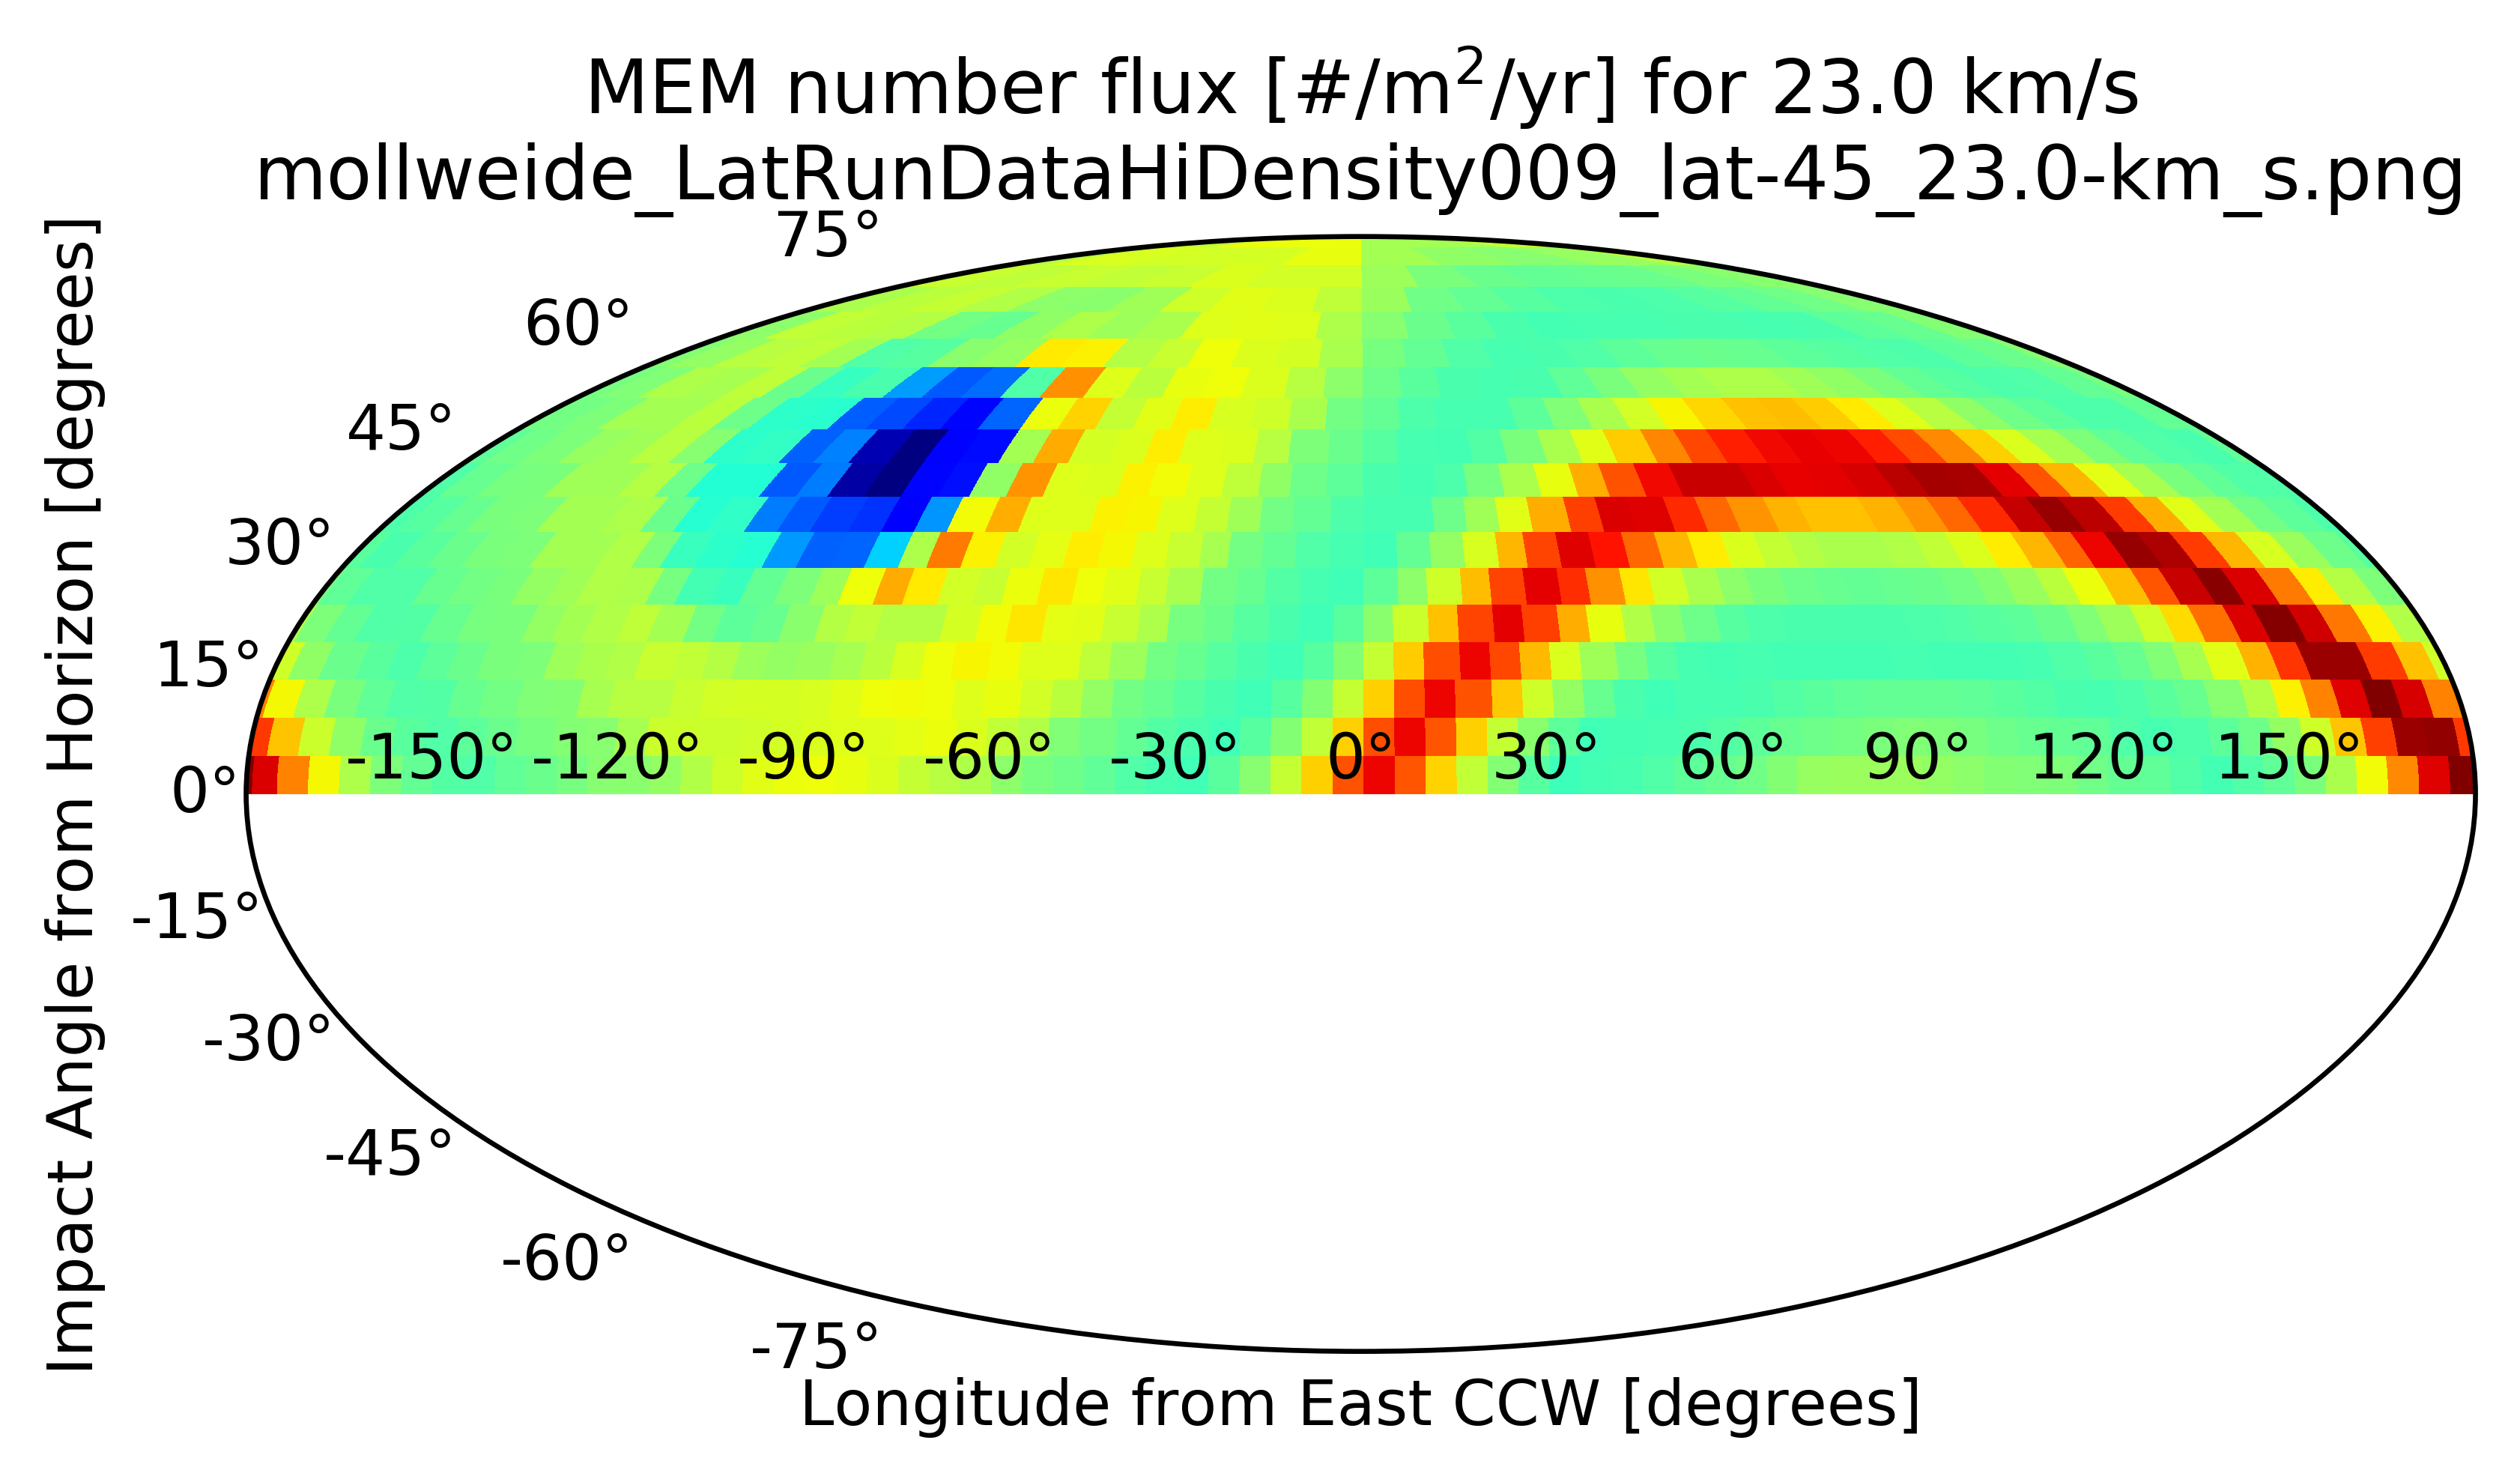 MEM number flux [#/m²/yr] for 23.0 km/s
mollweide_LatRunDataHiDensity009_lat-45_23.0-km_s.png
75°
60°
45°
30°
15°
0°
-15°
-30°
-45°
-60°
-75°
-150° -120° -90° -60° -30° 0° 30° 60° 90° 120° 150°
Impact Angle from Horizon [degrees]
Longitude from East CCW [degrees]